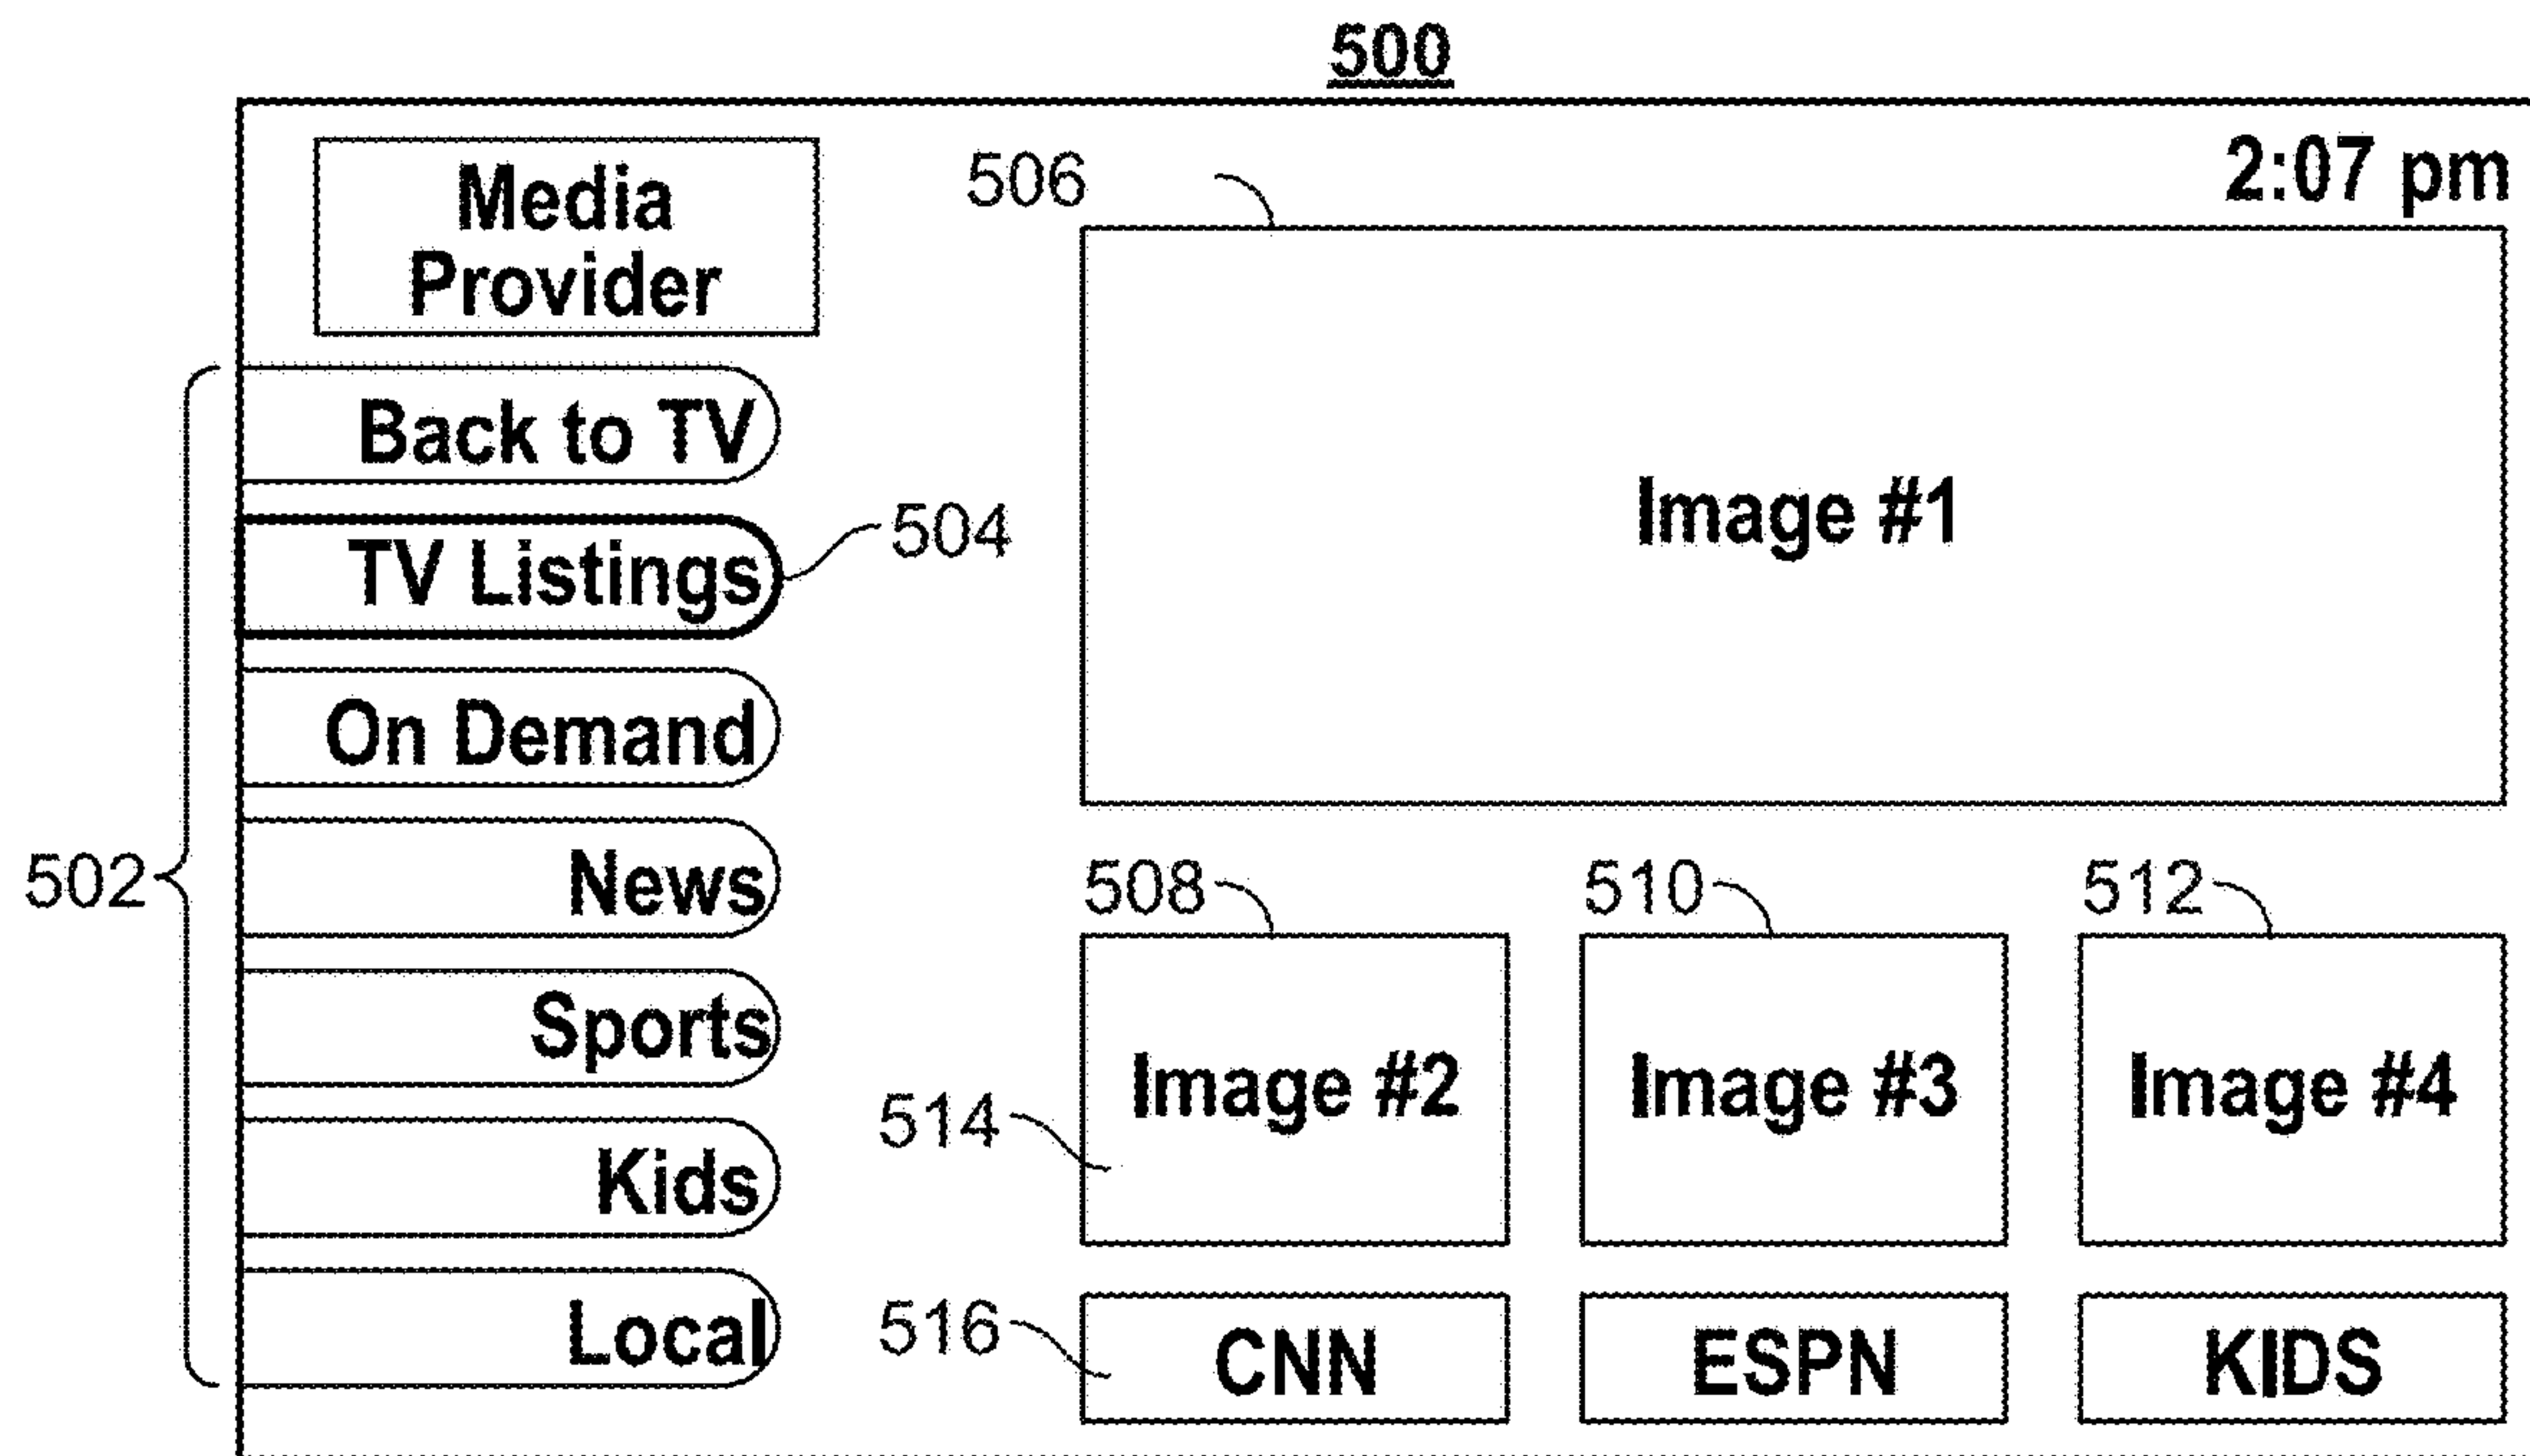 500
2:07 pm
Media
Provider
506
Back to TV
TV Listings
504
Image #1
On Demand
News
502
508
510
512
Sports
Image #2
Image #3
Image #4
514
Kids
Local
516
CNN
ESPN
KIDS